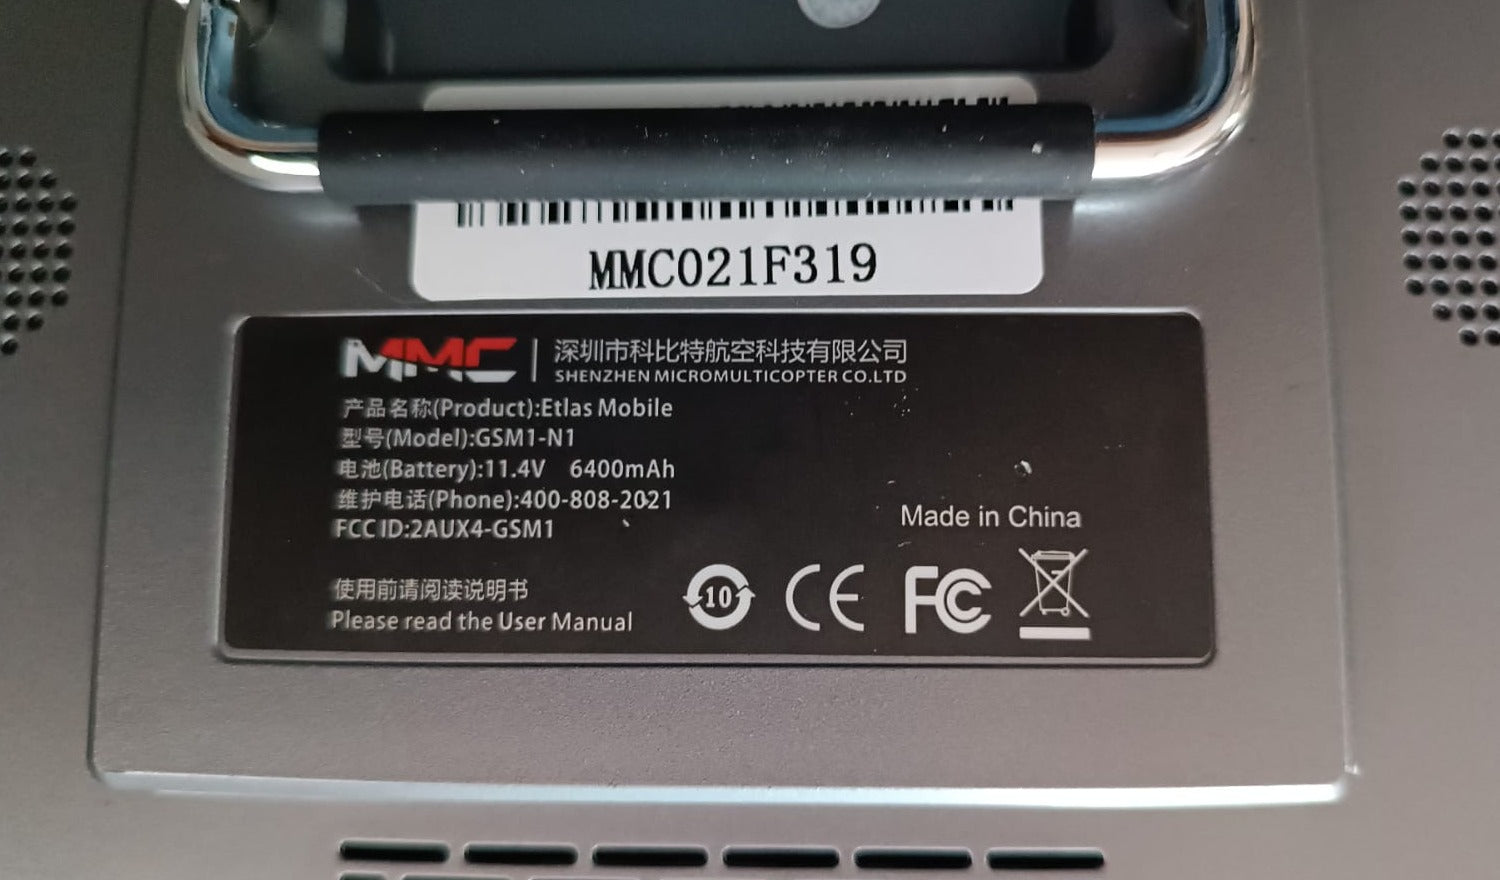 MMC021F319
MMC 深圳市科比特航空科技有限公司
SHENZHEN MICROMULTICOPTER CO.LTD
产品名称(Product):Etlas Mobile
型号(Model):GSM1-N1
电池(Battery):11.4V 6400mAh
维护电话(Phone):400-808-2021
FCC ID:2AUX4-GSM1
Made in China
使用前请阅读说明书
Please read the User Manual
10 CE FC